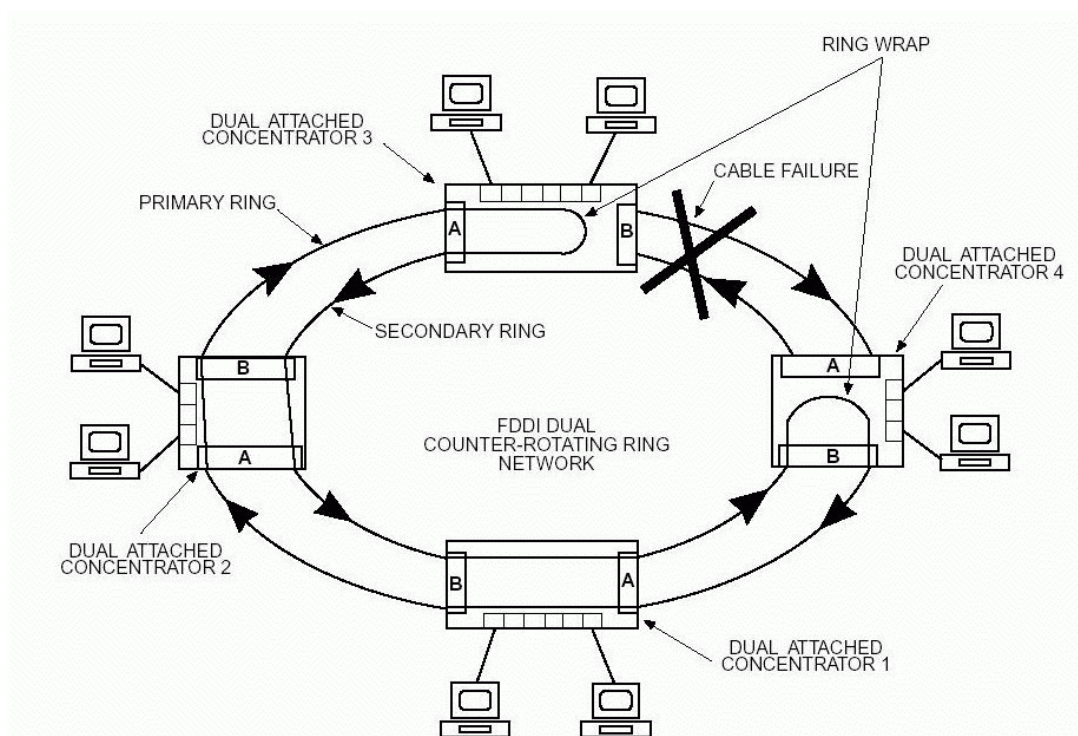 RING WRAP
DUAL ATTACHED
CONCENTRATOR 3
CABLE FAILURE
PRIMARY RING
A
B
DUAL ATTACHED
CONCENTRATOR 4
SECONDARY RING
B
A
A
B
FDDI DUAL
COUNTER-ROTATING RING
NETWORK
DUAL ATTACHED
CONCENTRATOR 2
B
A
DUAL ATTACHED
CONCENTRATOR 1